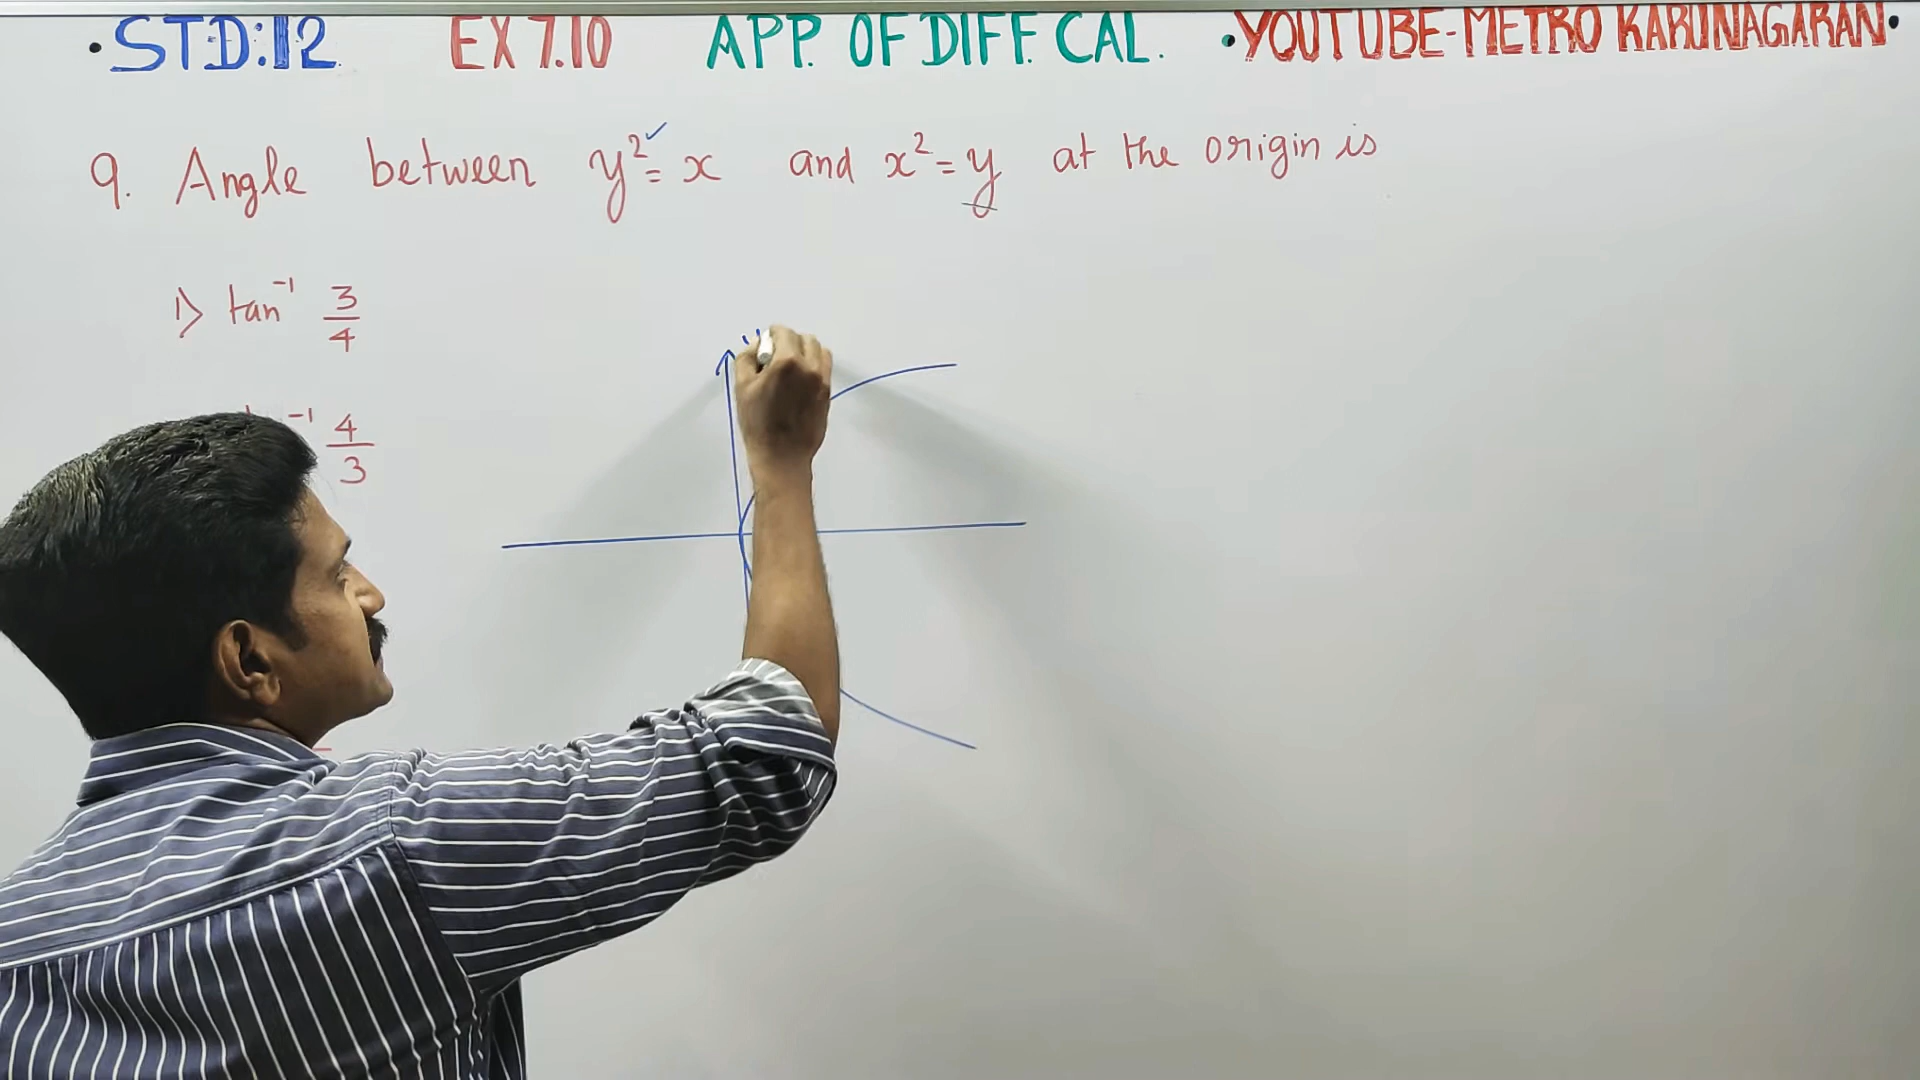 • STD:12 EX 7.10 APP. OF DIFF. CAL. • YOUTUBE-METRO KARUNAGARAN •
9. Angle between y² = x and x² = y at the origin is
1) tan⁻¹ 3/4
⁻¹ 4/3